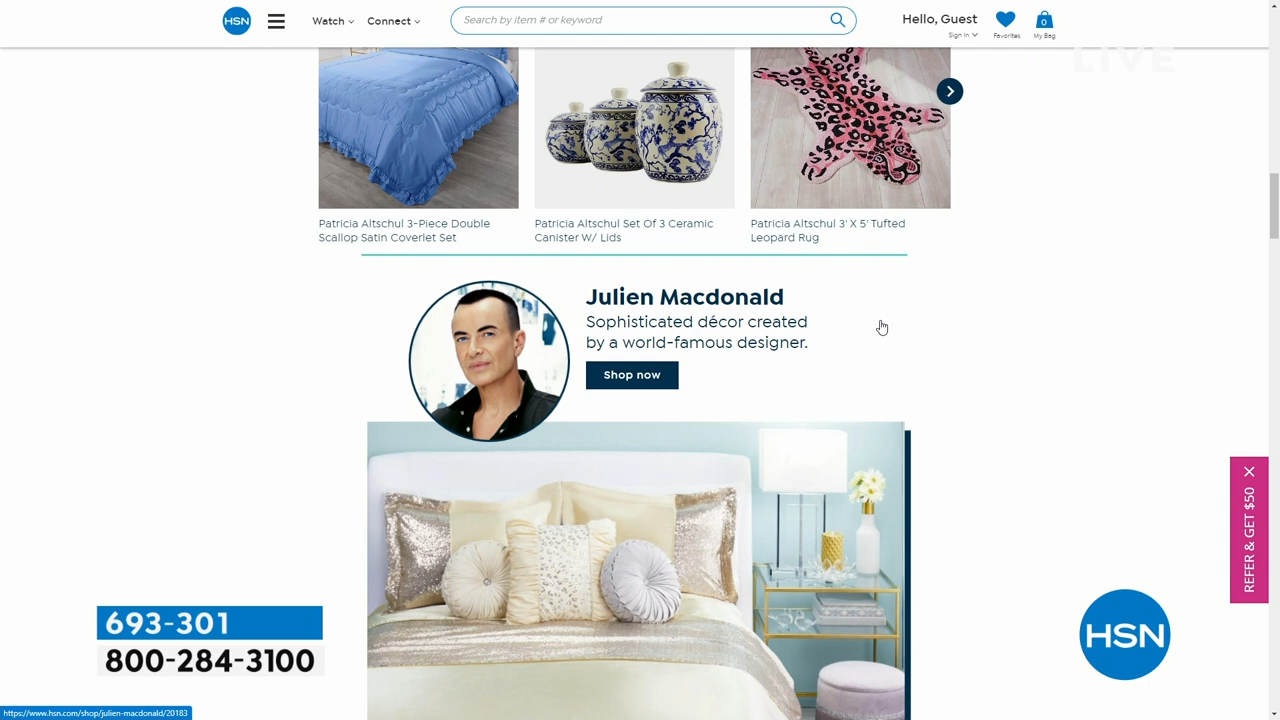 HSN
Watch
Connect
Search by item # or keyword
Hello, Guest
Sign In
Favorites
0
My Bag
LIVE
Patricia Altschul 3-Piece Double
Scallop Satin Coverlet Set
Patricia Altschul Set Of 3 Ceramic
Canister W/ Lids
Patricia Altschul 3' X 5' Tufted
Leopard Rug
Julien Macdonald
Sophisticated décor created
by a world-famous designer.
Shop now
REFER & GET $50
693-301
800-284-3100
HSN
https://www.hsn.com/shop/julien-macdonald/20183